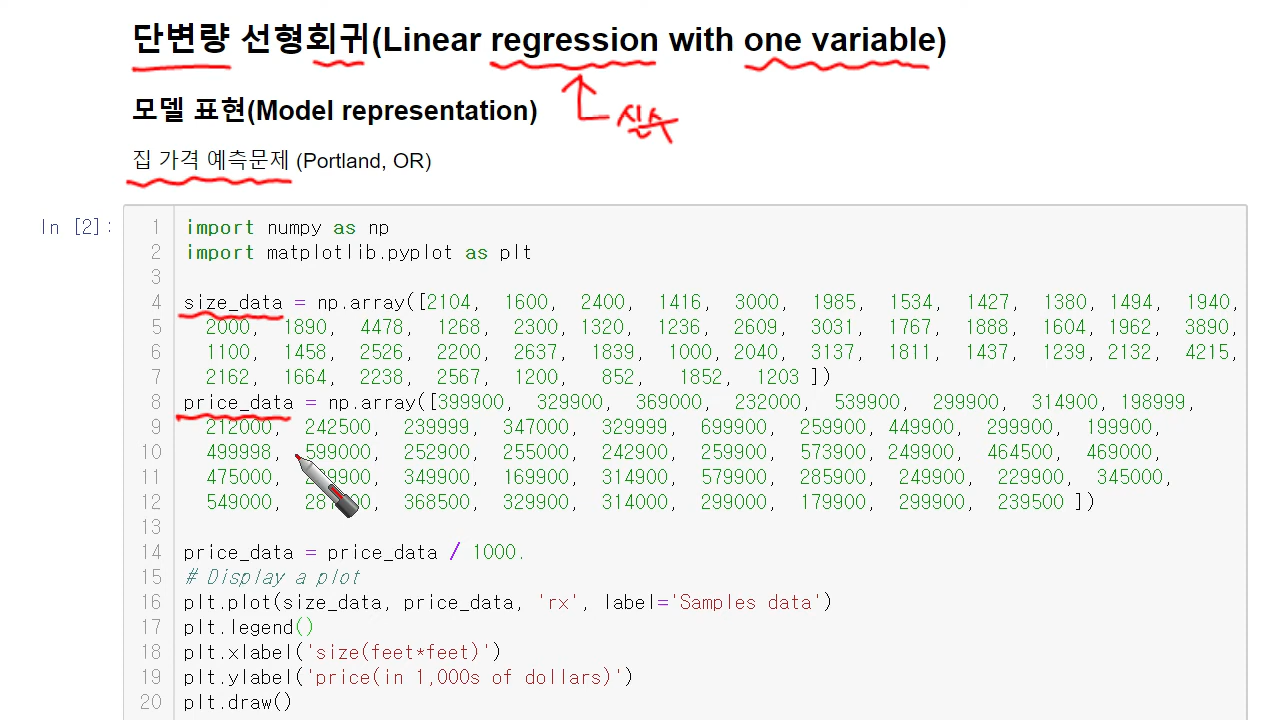 단변량 선형회귀(Linear regression with one variable)
모델 표현(Model representation)
실수
집 가격 예측문제 (Portland, OR)
In [2]:
1 import numpy as np
2 import matplotlib.pyplot as plt
3
4 size_data = np.array([2104, 1600, 2400, 1416, 3000, 1985, 1534, 1427, 1380, 1494, 1940,
5 2000, 1890, 4478, 1268, 2300, 1320, 1236, 2609, 3031, 1767, 1888, 1604, 1962, 3890,
6 1100, 1458, 2526, 2200, 2637, 1839, 1000, 2040, 3137, 1811, 1437, 1239, 2132, 4215,
7 2162, 1664, 2238, 2567, 1200, 852, 1852, 1203 ])
8 price_data = np.array([399900, 329900, 369000, 232000, 539900, 299900, 314900, 198999,
9 212000, 242500, 239999, 347000, 329999, 699900, 259900, 449900, 299900, 199900,
10 499998, 599000, 252900, 255000, 242900, 259900, 573900, 249900, 464500, 469000,
11 475000, 349900, 169900, 314900, 579900, 285900, 249900, 229900, 345000,
12 549000, 368500, 329900, 314000, 299000, 179900, 299900, 239500 ])
13
14 price_data = price_data / 1000.
15 # Display a plot
16 plt.plot(size_data, price_data, 'rx', label='Samples data')
17 plt.legend()
18 plt.xlabel('size(feet*feet)')
19 plt.ylabel('price(in 1,000s of dollars)')
20 plt.draw()